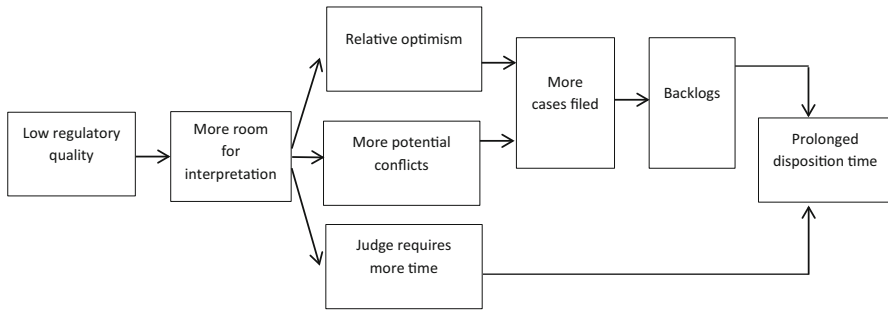 Low regulatory
quality
More room
for
interpretation
Relative optimism
More potential
conflicts
Judge requires
more time
More
cases filed
Backlogs
Prolonged
disposition time